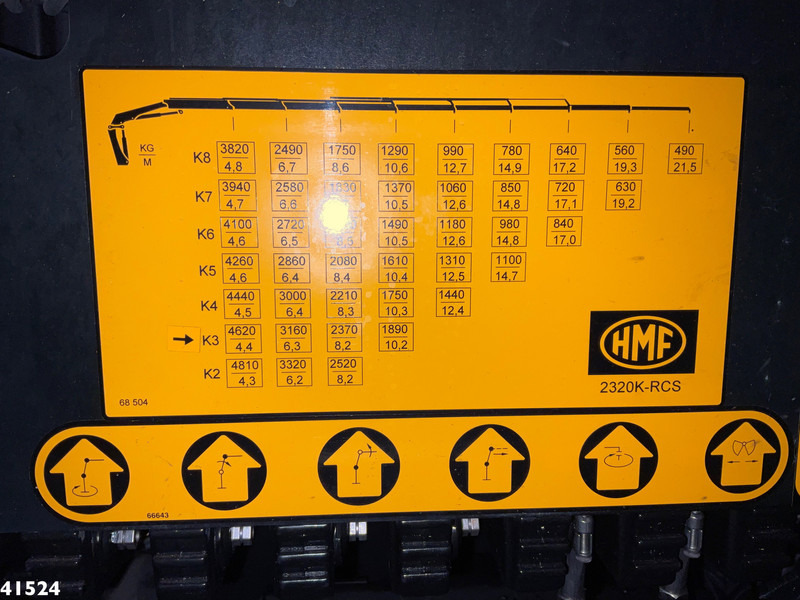 KG
M
K8 3820 2490 1750 1290 990 780 640 560 490
4,8 6,7 8,6 10,6 12,7 14,9 17,2 19,3 21,5
K7 3940 2580 1370 1060 850 720 630
4,7 6,6 10,5 12,6 14,8 17,1 19,2
K6 4100 2720 1490 1180 980 840
4,6 6,5 10,5 12,6 14,8 17,0
K5 4260 2860 2080 1610 1310 1100
4,6 6,4 8,4 10,4 12,5 14,7
K4 4440 3000 2210 1750 1440
4,5 6,4 8,3 10,3 12,4
K3 4620 3160 2370 1890
4,4 6,3 8,2 10,2
K2 4810 3320 2520
4,3 6,2 8,2
HMF
2320K-RCS
68 504
T
66643
41524